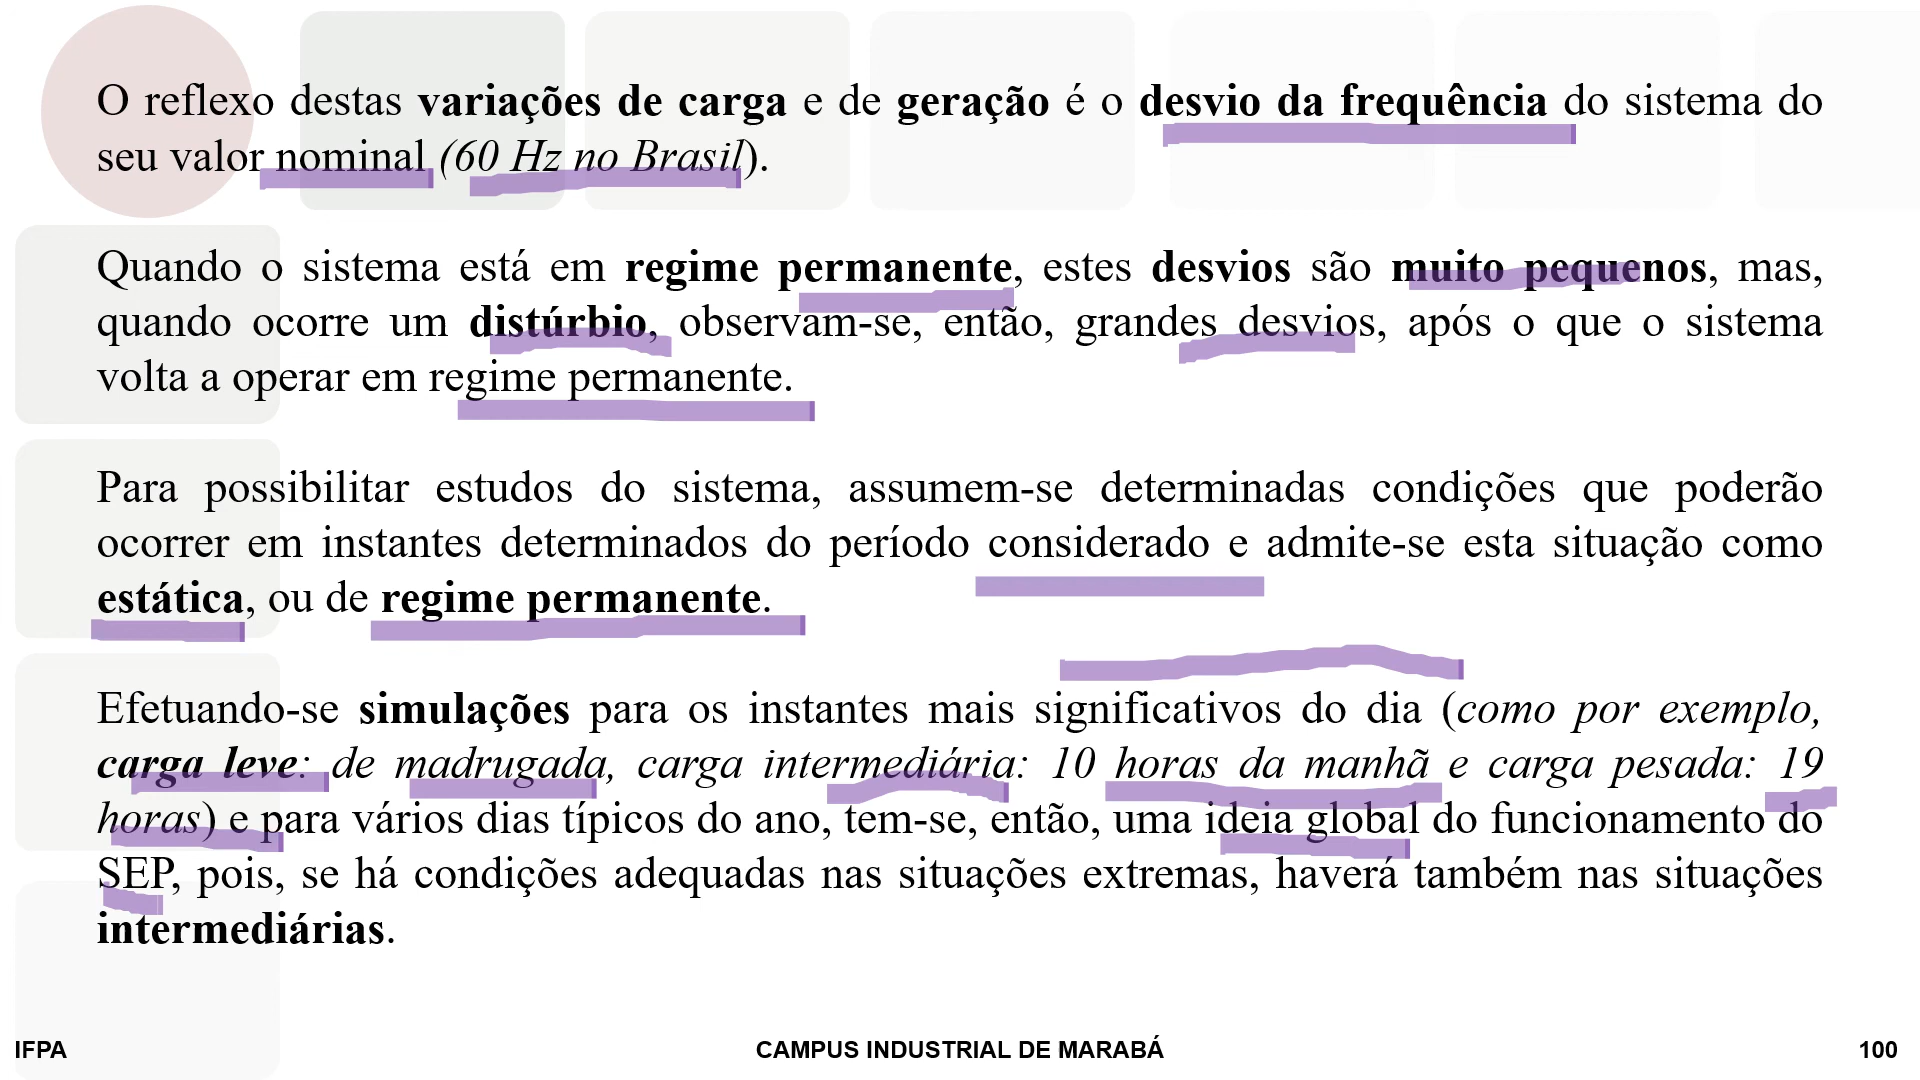 O reflexo destas variações de carga e de geração é o desvio da frequência do sistema do
seu valor nominal (60 Hz no Brasil).
Quando o sistema está em regime permanente, estes desvios são muito pequenos, mas,
quando ocorre um distúrbio, observam-se, então, grandes desvios, após o que o sistema
volta a operar em regime permanente.
Para possibilitar estudos do sistema, assumem-se determinadas condições que poderão
ocorrer em instantes determinados do período considerado e admite-se esta situação como
estática, ou de regime permanente.
Efetuando-se simulações para os instantes mais significativos do dia (como por exemplo,
carga leve: de madrugada, carga intermediária: 10 horas da manhã e carga pesada: 19
horas) e para vários dias típicos do ano, tem-se, então, uma ideia global do funcionamento do
SEP, pois, se há condições adequadas nas situações extremas, haverá também nas situações
intermediárias.
IFPA
CAMPUS INDUSTRIAL DE MARABÁ
100